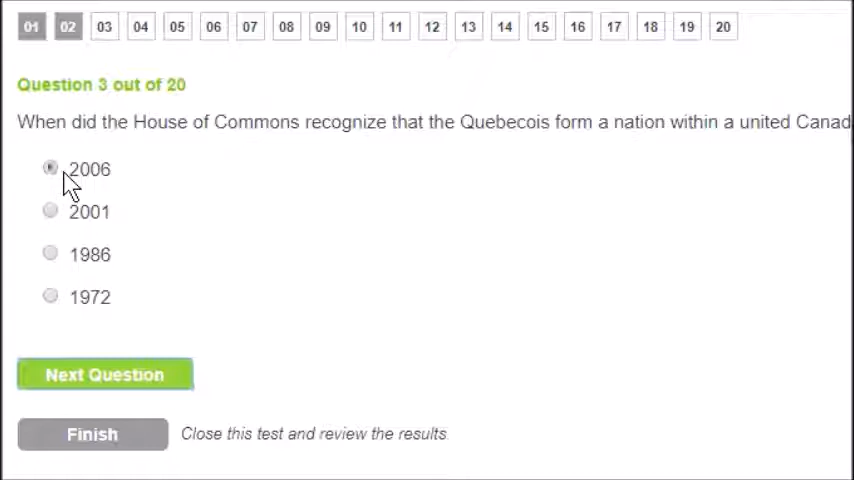 01 02 03 04 05 06 07 08 09 10 11 12 13 14 15 16 17 18 19 20
Question 3 out of 20
When did the House of Commons recognize that the Quebecois form a nation within a united Canad
2006
2001
1986
1972
Next Question
Finish Close this test and review the results.